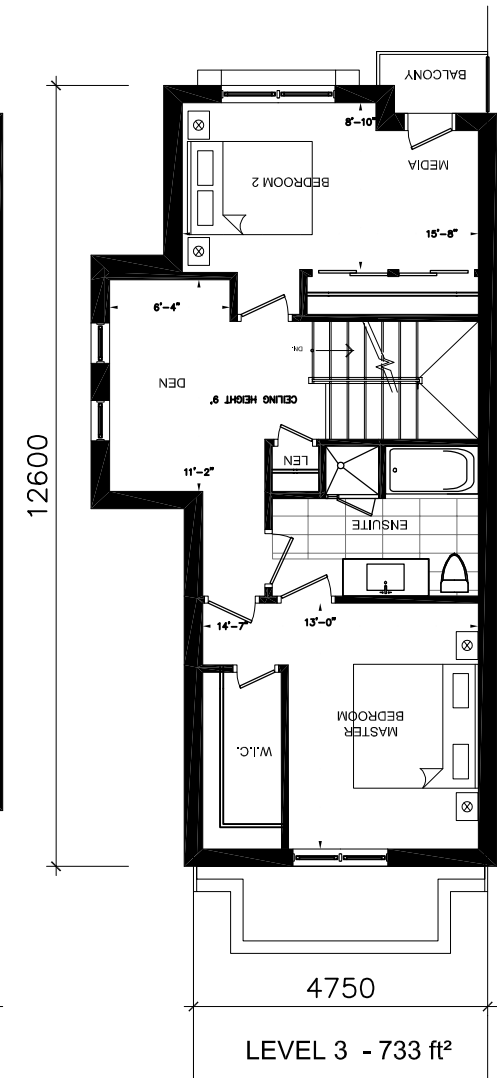 BALCONY
8'-10"
MEDIA
BEDROOM 2
15'-8"
6'-4"
DN.
DEN
CEILING HEIGHT 9'
12600
LEN
11'-2"
ENSUITE
14'-7"
13'-0"
MASTER
BEDROOM
W.I.C.
4750
LEVEL 3 - 733 ft²